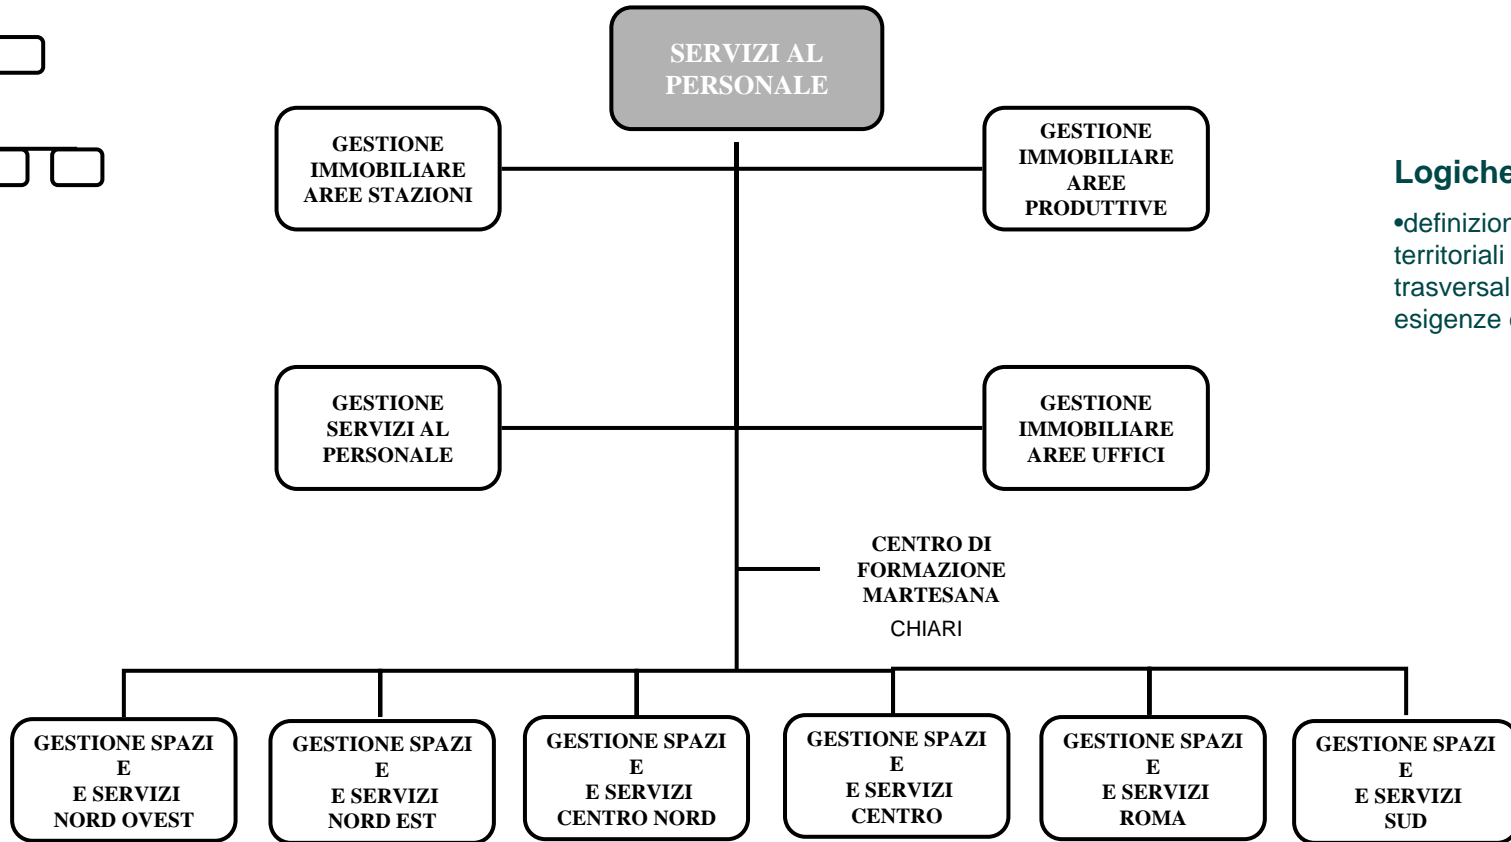 SERVIZI AL
PERSONALE
GESTIONE
IMMOBILIARE
AREE STAZIONI
GESTIONE
IMMOBILIARE
AREE
PRODUTTIVE
Logiche
•definizion
territoriali
trasversal
esigenze
GESTIONE
SERVIZI AL
PERSONALE
GESTIONE
IMMOBILIARE
AREE UFFICI
CENTRO DI
FORMAZIONE
MARTESANA
CHIARI
GESTIONE SPAZI
E
E SERVIZI
NORD OVEST
GESTIONE SPAZI
E
E SERVIZI
NORD EST
GESTIONE SPAZI
E
E SERVIZI
CENTRO NORD
GESTIONE SPAZI
E
E SERVIZI
CENTRO
GESTIONE SPAZI
E
E SERVIZI
ROMA
GESTIONE SPAZI
E
E SERVIZI
SUD